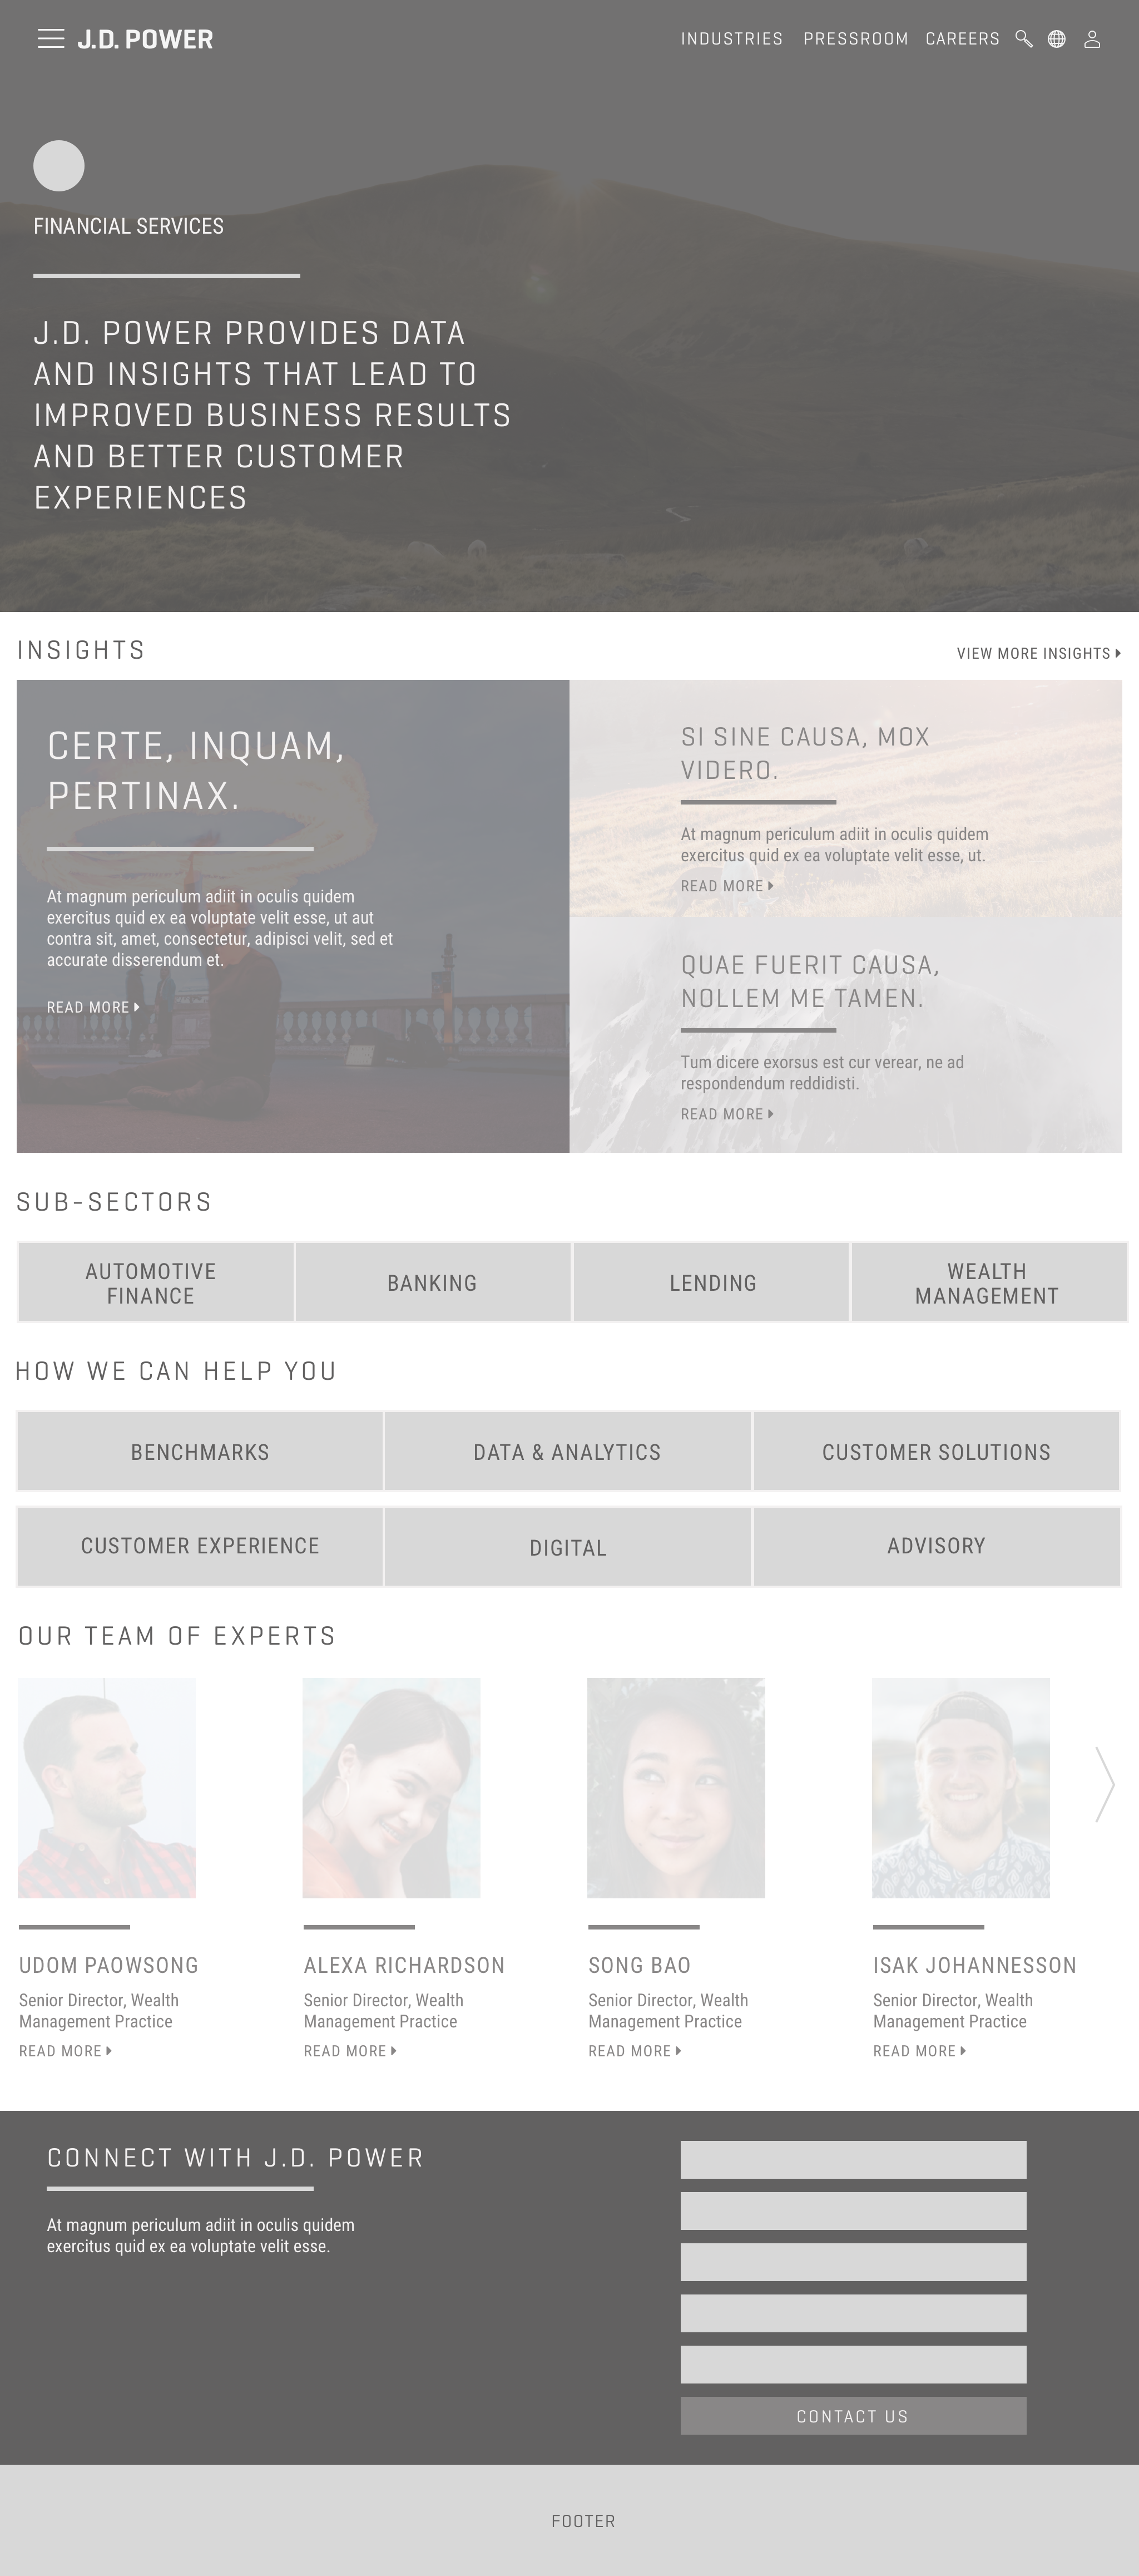 J.D. POWER
INDUSTRIES PRESSROOM CAREERS
FINANCIAL SERVICES
J.D. POWER PROVIDES DATA
AND INSIGHTS THAT LEAD TO
IMPROVED BUSINESS RESULTS
AND BETTER CUSTOMER
EXPERIENCES
INSIGHTS
VIEW MORE INSIGHTS
CERTE, INQUAM,
PERTINAX.
At magnum periculum adiit in oculis quidem
exercitus quid ex ea voluptate velit esse, ut aut
contra sit, amet, consectetur, adipisci velit, sed et
accurate disserendum et.
READ MORE
SI SINE CAUSA, MOX
VIDERO.
At magnum periculum adiit in oculis quidem
exercitus quid ex ea voluptate velit esse, ut.
READ MORE
QUAE FUERIT CAUSA,
NOLLEM ME TAMEN.
Tum dicere exorsus est cur verear, ne ad
respondendum reddidisti.
READ MORE
SUB-SECTORS
AUTOMOTIVE
FINANCE
BANKING
LENDING
WEALTH
MANAGEMENT
HOW WE CAN HELP YOU
BENCHMARKS
DATA & ANALYTICS
CUSTOMER SOLUTIONS
CUSTOMER EXPERIENCE
DIGITAL
ADVISORY
OUR TEAM OF EXPERTS
UDOM PAOWSONG
Senior Director, Wealth
Management Practice
READ MORE
ALEXA RICHARDSON
Senior Director, Wealth
Management Practice
READ MORE
SONG BAO
Senior Director, Wealth
Management Practice
READ MORE
ISAK JOHANNESSON
Senior Director, Wealth
Management Practice
READ MORE
CONNECT WITH J.D. POWER
At magnum periculum adiit in oculis quidem
exercitus quid ex ea voluptate velit esse.
CONTACT US
FOOTER